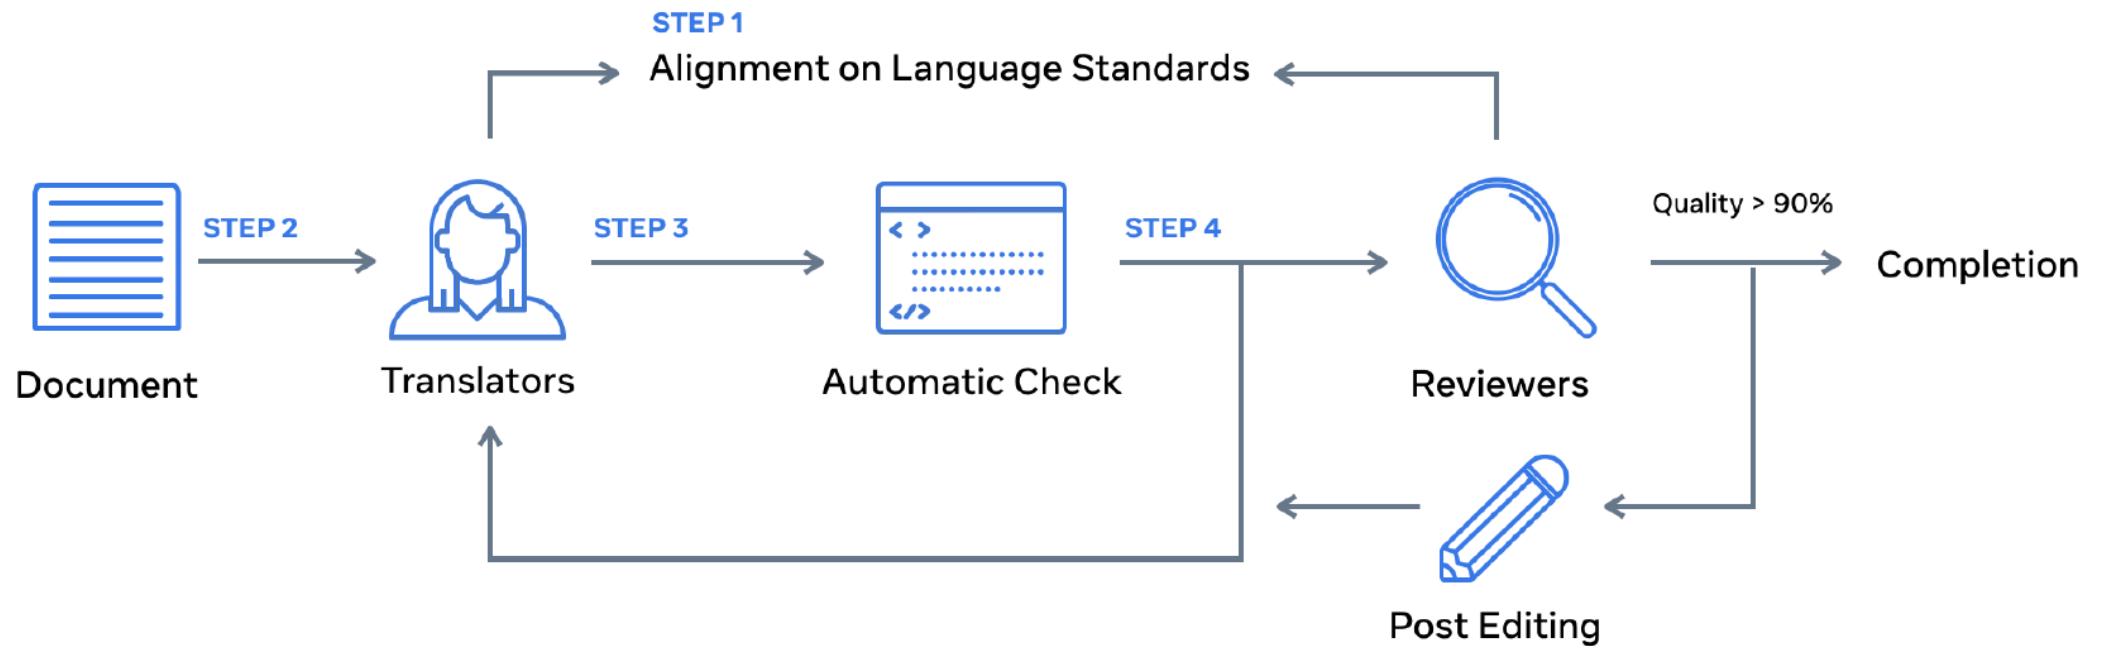 STEP 1
Alignment on Language Standards
STEP 2
STEP 3
STEP 4
Quality > 90%
Completion
< >
</>
Document
Translators
Automatic Check
Reviewers
Post Editing